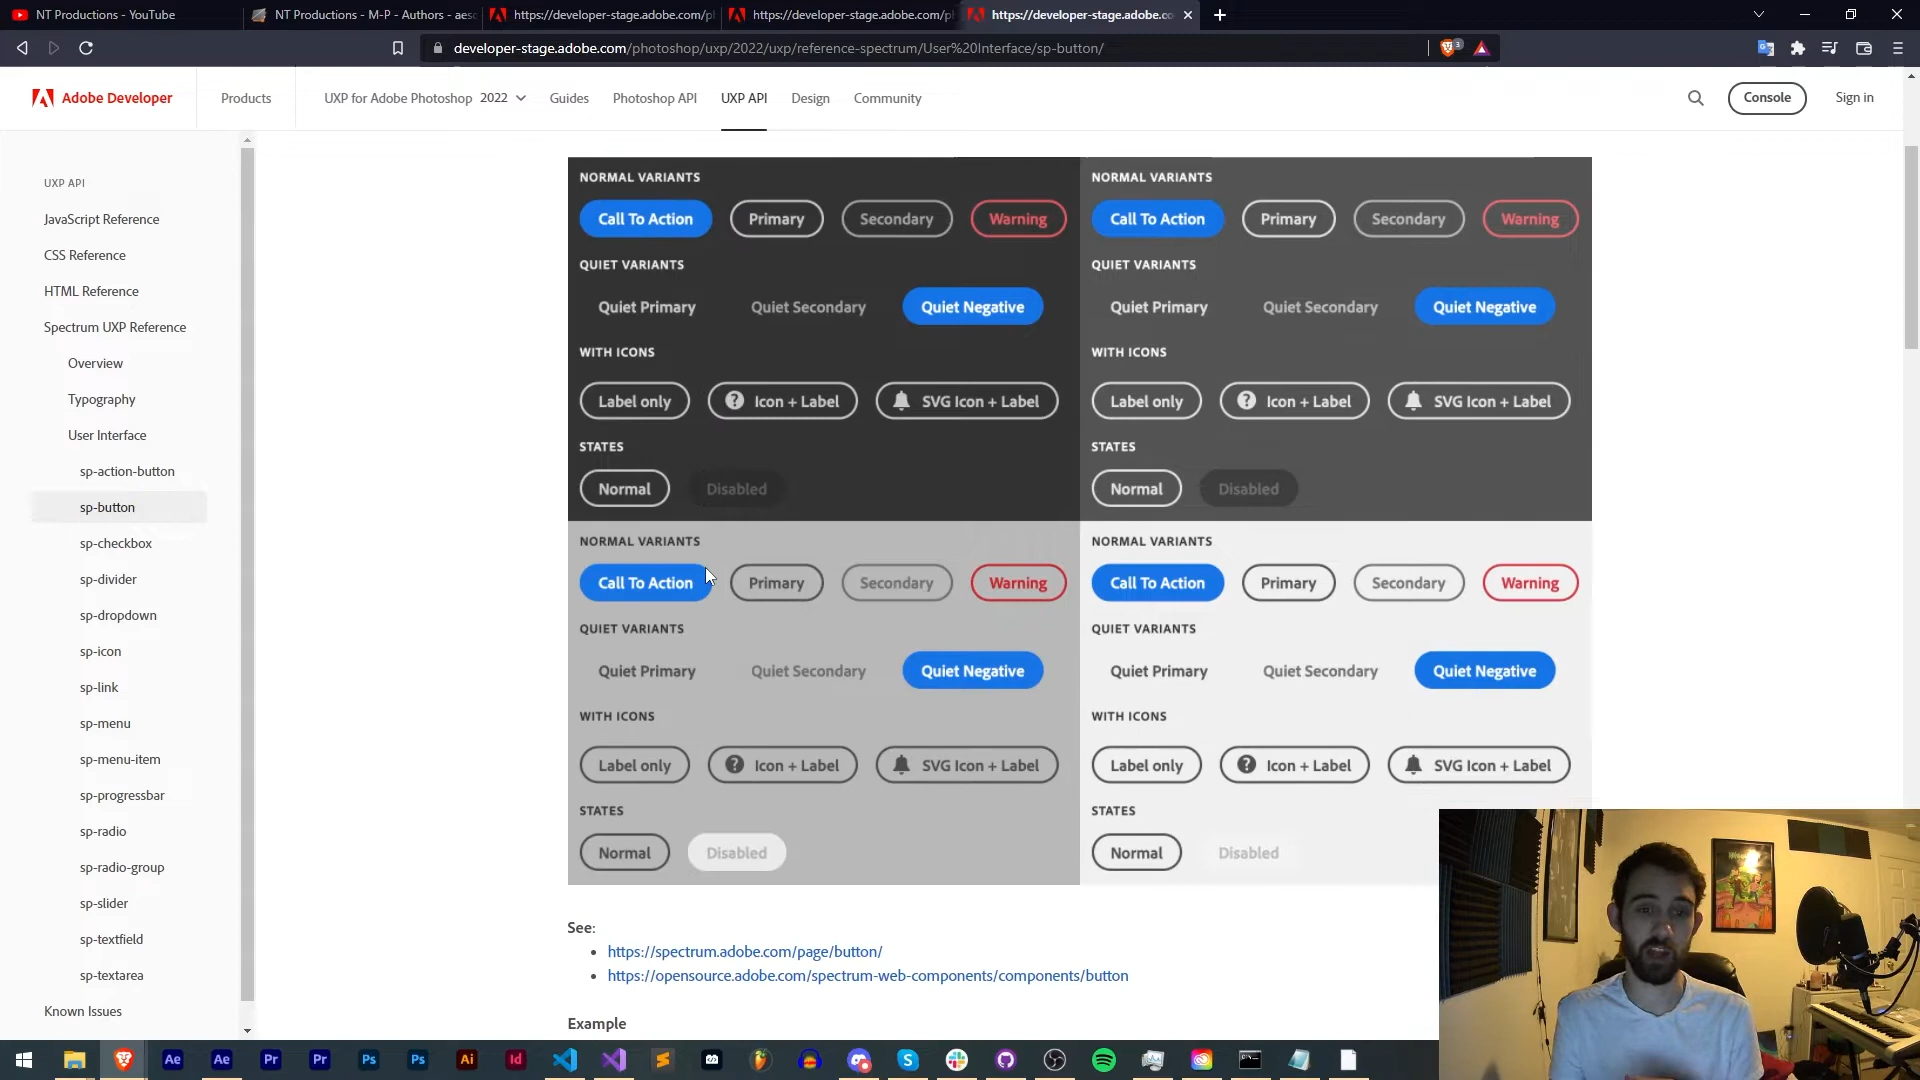 NT Productions - YouTube
NT Productions - M-P - Authors - aesc
https://developer-stage.adobe.com/pl
https://developer-stage.adobe.com/pl
https://developer-stage.adobe.co
developer-stage.adobe.com/photoshop/uxp/2022/uxp/reference-spectrum/User%20Interface/sp-button/
3
Adobe Developer
Products
UXP for Adobe Photoshop 2022
Guides
Photoshop API
UXP API
Design
Community
Console
Sign in
UXP API
JavaScript Reference
CSS Reference
HTML Reference
Spectrum UXP Reference
Overview
Typography
User Interface
sp-action-button
sp-button
sp-checkbox
sp-divider
sp-dropdown
sp-icon
sp-link
sp-menu
sp-menu-item
sp-progressbar
sp-radio
sp-radio-group
sp-slider
sp-textfield
sp-textarea
Known Issues
NORMAL VARIANTS
Call To Action Primary Secondary Warning
QUIET VARIANTS
Quiet Primary Quiet Secondary Quiet Negative
WITH ICONS
Label only ? Icon + Label SVG Icon + Label
STATES
Normal Disabled
NORMAL VARIANTS
Call To Action Primary Secondary Warning
QUIET VARIANTS
Quiet Primary Quiet Secondary Quiet Negative
WITH ICONS
Label only ? Icon + Label SVG Icon + Label
STATES
Normal Disabled
NORMAL VARIANTS
Call To Action Primary Secondary Warning
QUIET VARIANTS
Quiet Primary Quiet Secondary Quiet Negative
WITH ICONS
Label only ? Icon + Label SVG Icon + Label
STATES
Normal Disabled
NORMAL VARIANTS
Call To Action Primary Secondary Warning
QUIET VARIANTS
Quiet Primary Quiet Secondary Quiet Negative
WITH ICONS
Label only ? Icon + Label SVG Icon + Label
STATES
Normal Disabled
See:
https://spectrum.adobe.com/page/button/
https://opensource.adobe.com/spectrum-web-components/components/button
Example
Ae Ae Pr Pr Ps Ps Ai Id